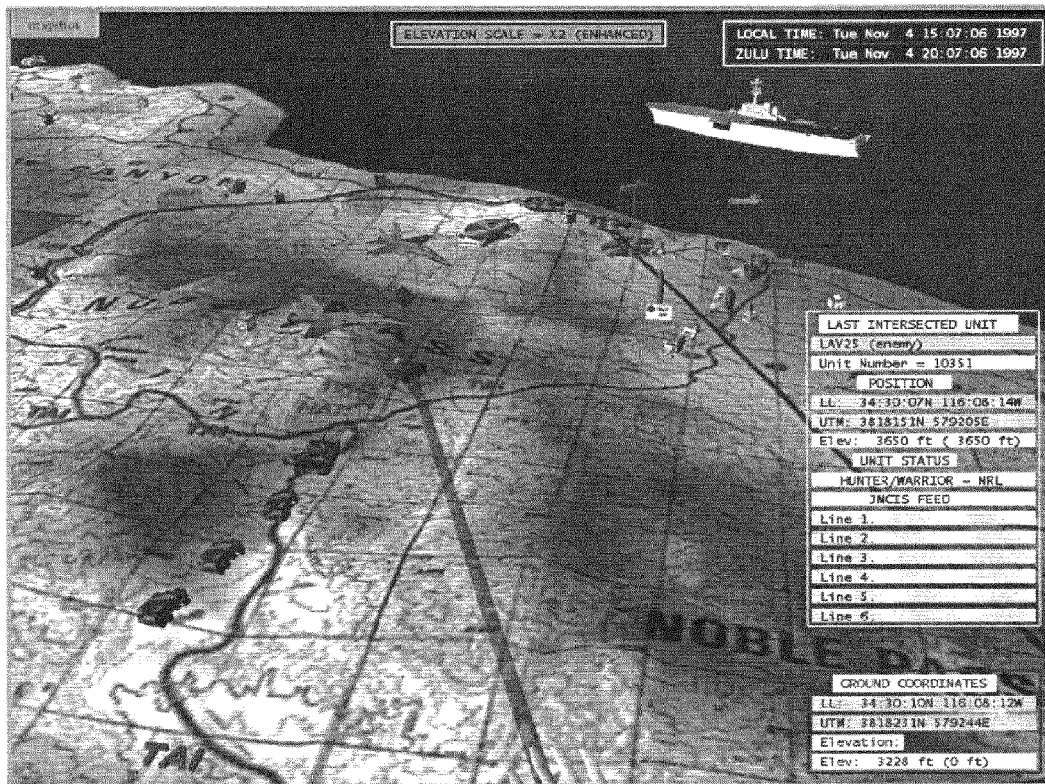 ELEVATION SCALE = X2 (ENHANCED)
LOCAL TIME: Tue Nov 4 15:07:06 1997
ZULU TIME: Tue Nov 4 20:07:06 1997
CANYON
LAST INTERSECTED UNIT
LAV25 (enemy)
Unit Number = 10351
POSITION
LL: 34:30:07N 116:08:14W
UTM: 3818151N 579205E
Elev: 3650 ft ( 3650 ft)
UNIT STATUS
HUNTER/WARRIOR - NRL
JNCIS FEED
Line 1.
Line 2.
Line 3.
Line 4.
Line 5.
Line 6.
NOBLE
GROUND COORDINATES
LL: 34:30:10N 116:08:12W
UTM: 3818231N 579244E
Elevation:
Elev: 3228 ft (0 ft)
TAI